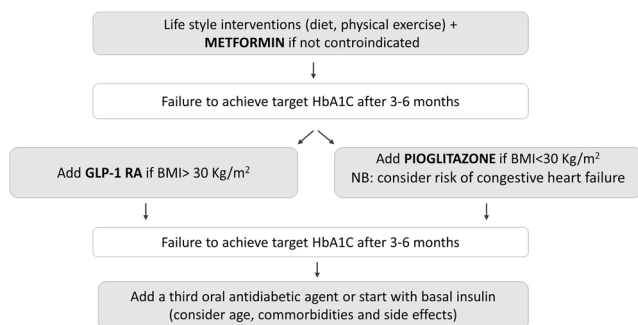 Life style interventions (diet, physical exercise) +
METFORMIN if not controindicated
Failure to achieve target HbA1C after 3-6 months
Add GLP-1 RA if BMI> 30 Kg/m²
Add PIOGLITAZONE if BMI<30 Kg/m²
NB: consider risk of congestive heart failure
Failure to achieve target HbA1C after 3-6 months
Add a third oral antidiabetic agent or start with basal insulin
(consider age, commorbidities and side effects)